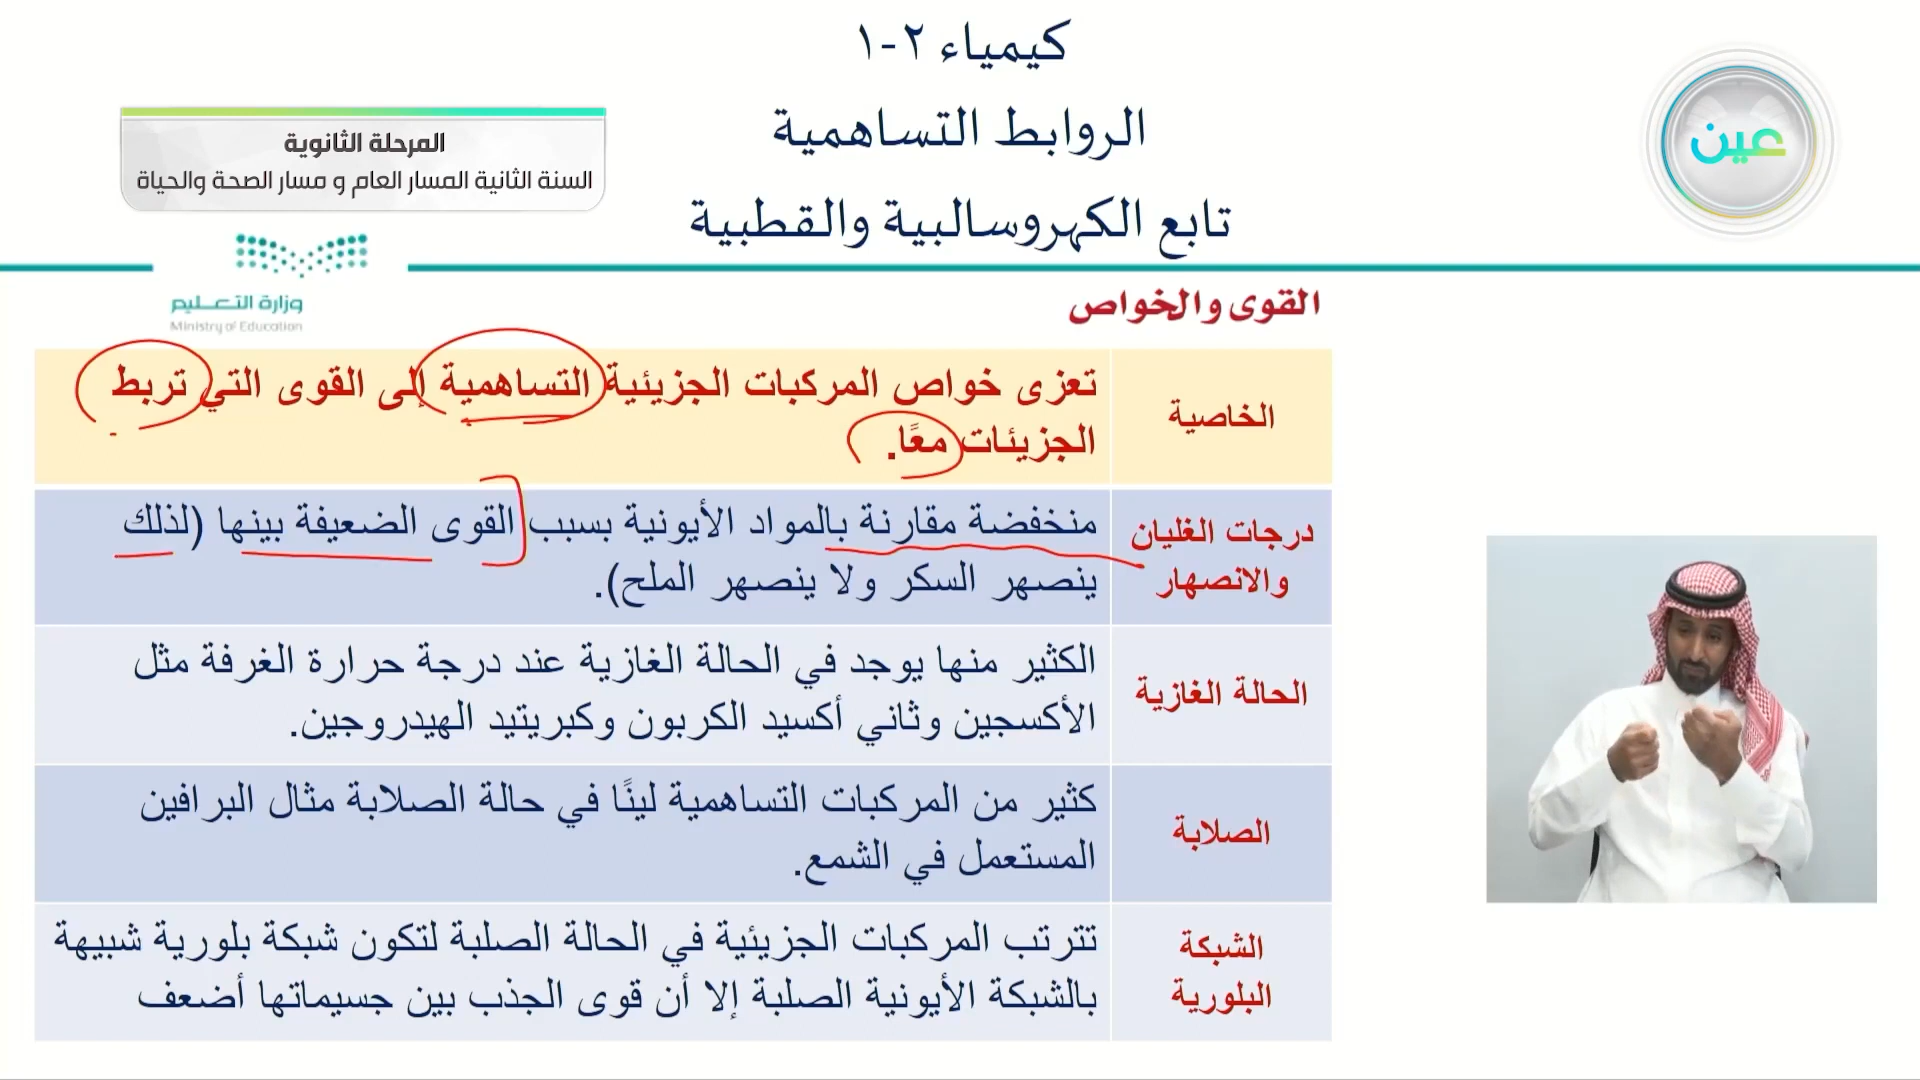 كيمياء ٢-١
الروابط التساهمية
تابع الكهروسالبية والقطبية
عين
المرحلة الثانوية
السنة الثانية المسار العام و مسار الصحة والحياة
وزارة التعـــليم
Ministry of Education
القوى والخواص
الخاصية
تعزى خواص المركبات الجزيئية التساهمية إلى القوى التي تربط
الجزيئات معًا.
درجات الغليان
والانصهار
منخفضة مقارنة بالمواد الأيونية بسبب القوى الضعيفة بينها (لذلك
ينصهر السكر ولا ينصهر الملح).
الحالة الغازية
الكثير منها يوجد في الحالة الغازية عند درجة حرارة الغرفة مثل
الأكسجين وثاني أكسيد الكربون وكبريتيد الهيدروجين.
الصلابة
كثير من المركبات التساهمية لينًا في حالة الصلابة مثال البرافين
المستعمل في الشمع.
الشبكة
البلورية
تترتب المركبات الجزيئية في الحالة الصلبة لتكون شبكة بلورية شبيهة
بالشبكة الأيونية الصلبة إلا أن قوى الجذب بين جسيماتها أضعف